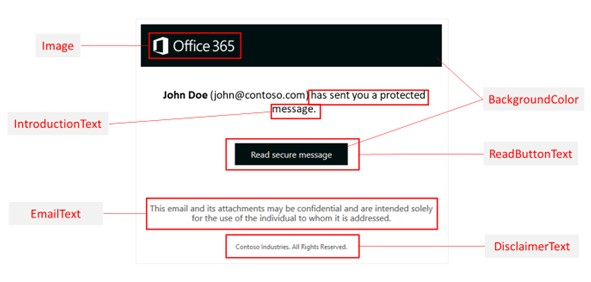 Image
Office 365
John Doe (john@contoso.com) has sent you a protected
message.
BackgroundColor
IntroductionText
Read secure message
ReadButtonText
EmailText
This email and its attachments may be confidential and are intended solely
for the use of the individual to whom it is addressed.
Contoso Industries. All Rights Reserved.
DisclaimerText